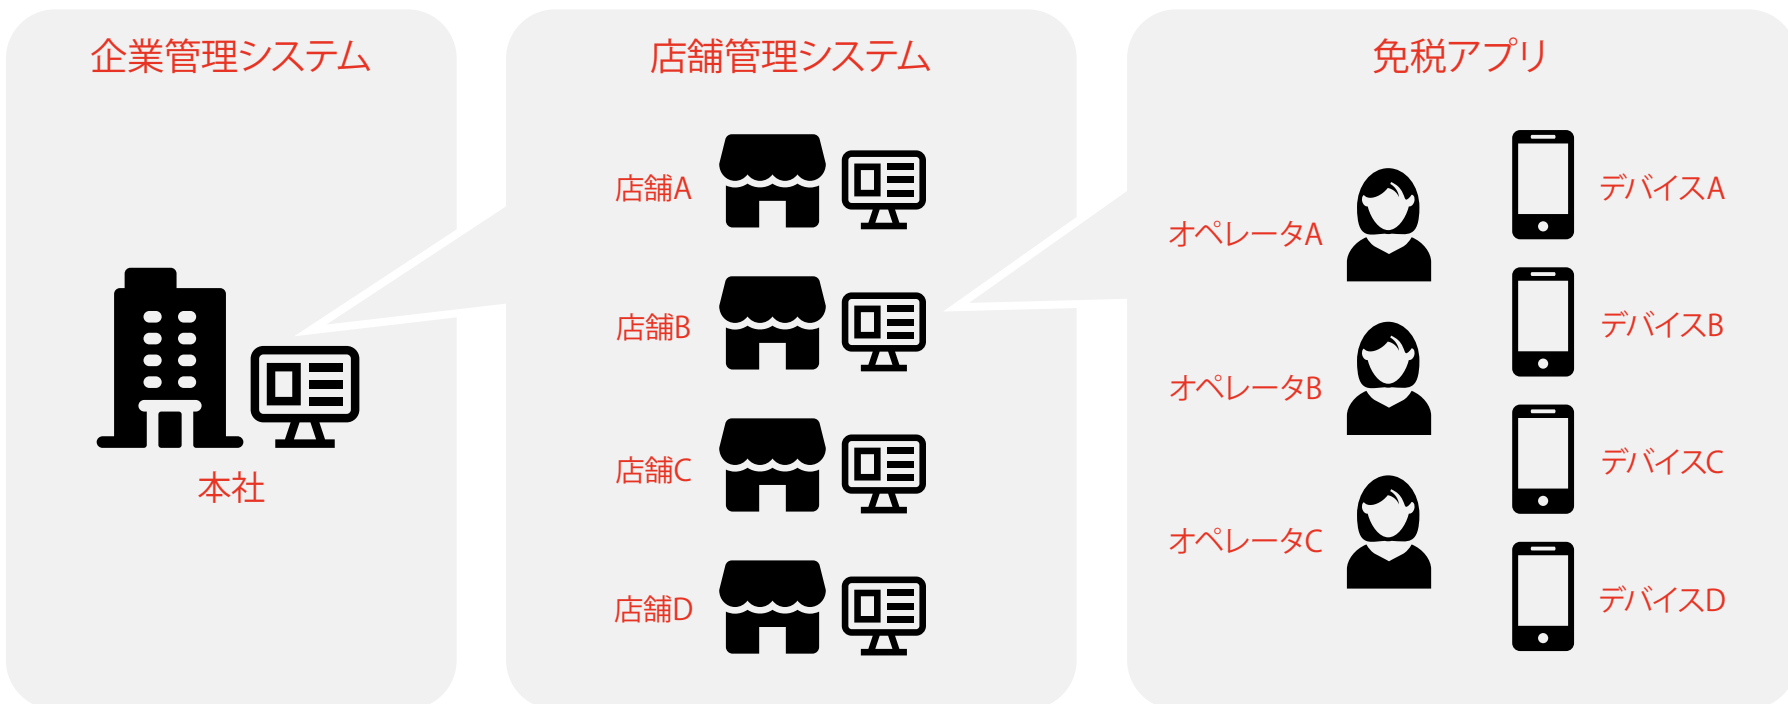 企業管理システム
本社
店舗管理システム
店舗A
店舗B
店舗C
店舗D
免税アプリ
オペレータA
オペレータB
オペレータC
デバイスA
デバイスB
デバイスC
デバイスD